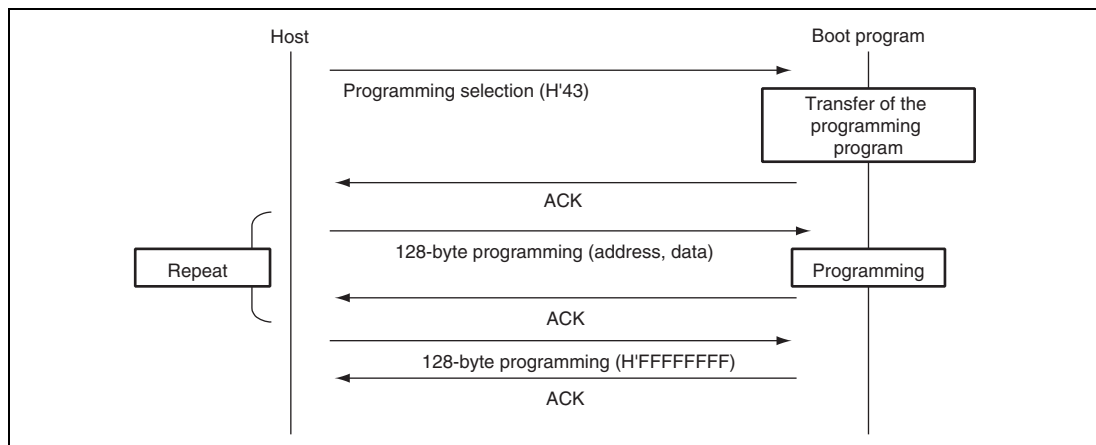 Host
Boot program
Programming selection (H'43)
Transfer of the
programming
program
ACK
128-byte programming (address, data)
Repeat
Programming
ACK
128-byte programming (H'FFFFFFFF)
ACK